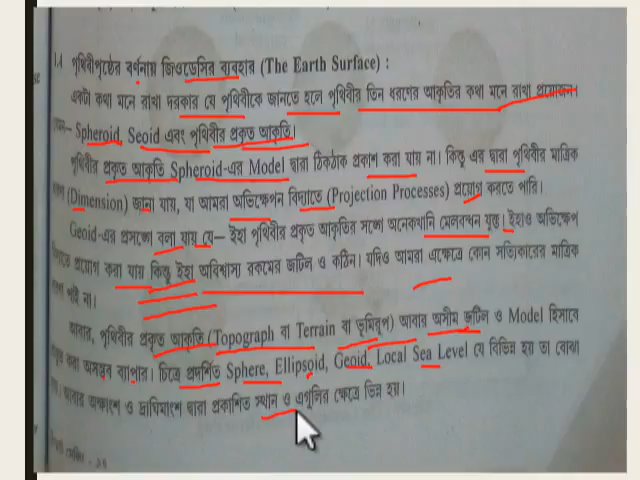 1.4 পৃথিবীপৃষ্ঠের বর্ণনায় জিওডেসির ব্যবহার (The Earth Surface) :
একটা কথা মনে রাখা দরকার যে পৃথিবীকে জানতে হলে পৃথিবীর তিন ধরণের আকৃতির কথা মনে রাখা প্রয়োজন।
যেমন– Spheroid, Seoid এবং পৃথিবীর প্রকৃত আকৃতি।
পৃথিবীর প্রকৃত আকৃতি Spheroid-এর Model দ্বারা ঠিকঠাক প্রকাশ করা যায় না। কিন্তু এর দ্বারা পৃথিবীর মাত্রিক
(Dimension) জানা যায়, যা আমরা অভিক্ষেপন বিদ্যাতে (Projection Processes) প্রয়োগ করতে পারি।
Geoid-এর প্রসঙ্গে বলা যায় যে– ইহা পৃথিবীর প্রকৃত আকৃতির সঙ্গে অনেকখানি মেলবন্ধন যুক্ত। ইহাও অভিক্ষেপ
প্রয়োগ করা যায় কিন্তু ইহা অবিশ্বাস্য রকমের জটিল ও কঠিন। যদিও আমরা এক্ষেত্রে কোন সত্যিকারের মাত্রিক
পাই না।
আবার, পৃথিবীর প্রকৃত আকৃতি (Topograph বা Terrain বা ভূমিরূপ) আবার অসীম জটিল ও Model হিসাবে
করা অসম্ভব ব্যাপার। চিত্রে প্রদর্শিত Sphere, Ellipsoid, Geoid, Local Sea Level যে বিভিন্ন হয় তা বোঝা
আবার অক্ষাংশ ও দ্রাঘিমাংশ দ্বারা প্রকাশিত স্থান ও এগুলির ক্ষেত্রে ভিন্ন হয়।